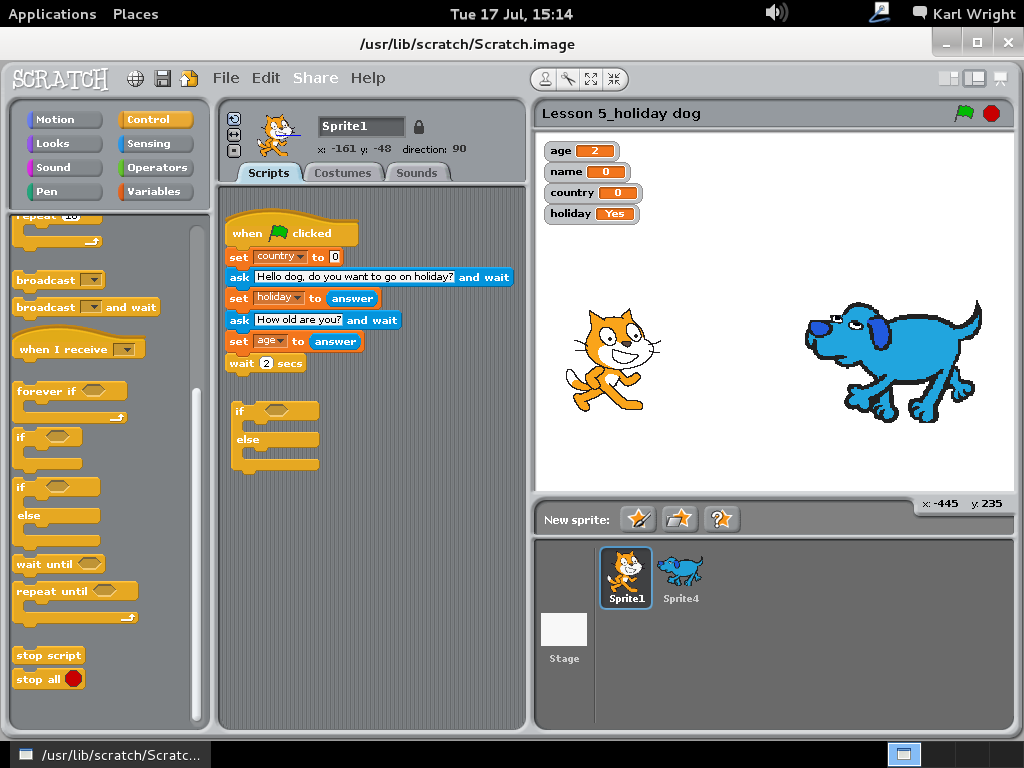 Applications Places Tue 17 Jul, 15:14 Karl Wright
/usr/lib/scratch/Scratch.image
SCRATCH File Edit Share Help
Motion Control
Looks Sensing
Sound Operators
Pen Variables
repeat 10
broadcast
broadcast and wait
when I receive
forever if
if
if
else
wait until
repeat until
stop script
stop all
Sprite1
x: -161 y: -48 direction: 90
Scripts Costumes Sounds
when clicked
set country to 0
ask Hello dog, do you want to go on holiday? and wait
set holiday to answer
ask How old are you? and wait
set age to answer
wait 2 secs
if
else
Lesson 5_holiday dog
age 2
name 0
country 0
holiday Yes
x: -445 y: 235
New sprite:
Sprite1 Sprite4
Stage
/usr/lib/scratch/Scratc...